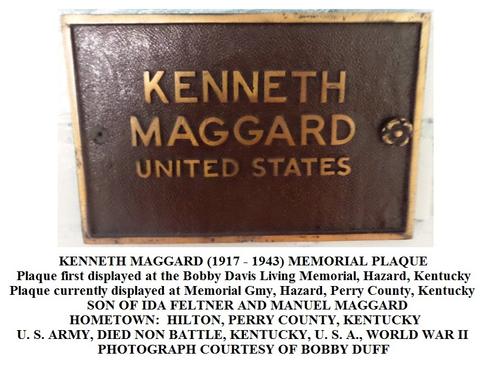 KENNETH
MAGGARD
UNITED STATES
KENNETH MAGGARD (1917 - 1943) MEMORIAL PLAQUE
Plaque first displayed at the Bobby Davis Living Memorial, Hazard, Kentucky
Plaque currently displayed at Memorial Gmy, Hazard, Perry County, Kentucky
SON OF IDA FELTNER AND MANUEL MAGGARD
HOMETOWN: HILTON, PERRY COUNTY, KENTUCKY
U. S. ARMY, DIED NON BATTLE, KENTUCKY, U. S. A., WORLD WAR II
PHOTOGRAPH COURTESY OF BOBBY DUFF